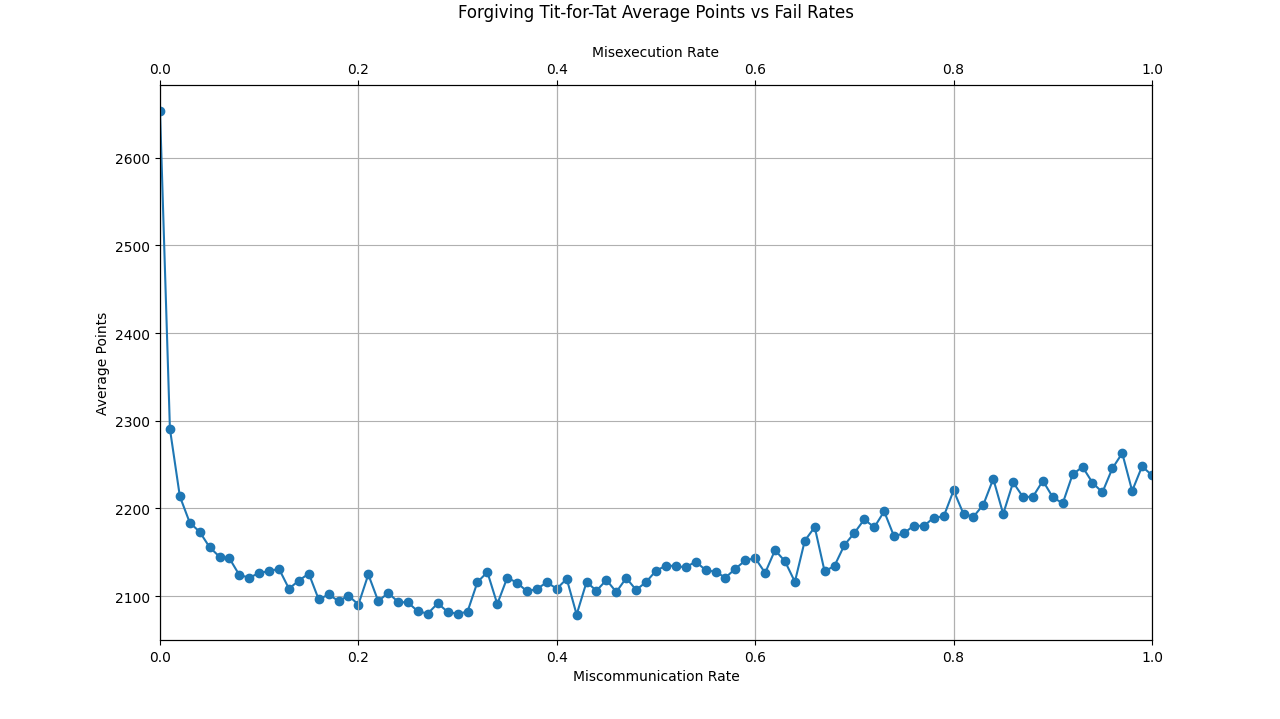 Forgiving Tit-for-Tat Average Points vs Fail Rates
Misexecution Rate
0.0 0.2 0.4 0.6 0.8 1.0
2600
2500
2400
2300
2200
2100
Average Points
0.0 0.2 0.4 0.6 0.8 1.0
Miscommunication Rate